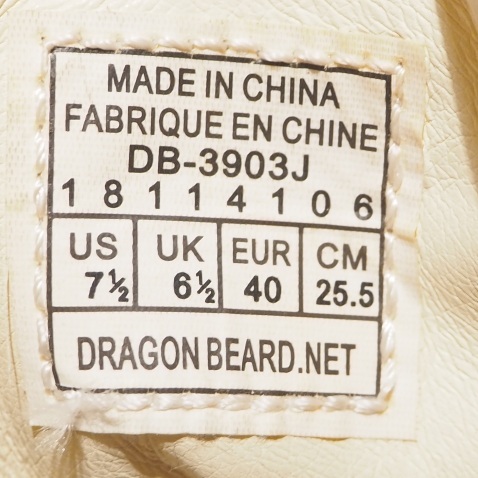 MADE IN CHINA
FABRIQUE EN CHINE
DB-3903J
1 8 1 1 4 1 0 6
US UK EUR CM
7½ 6½ 40 25.5
DRAGON BEARD.NET